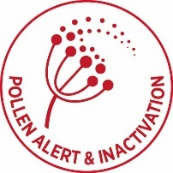 POLLEN ALERT & INACTIVATION